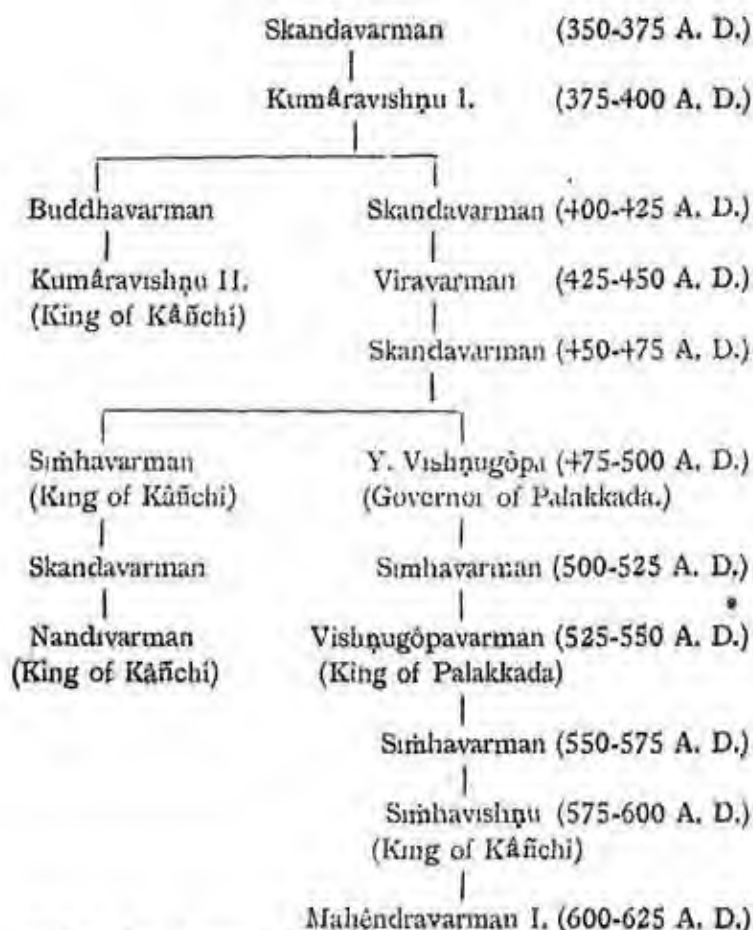 Skandavarman (350-375 A. D.)
Kumâravishṇu I. (375-400 A. D.)
Buddhavarman Skandavarman (400-425 A. D.)
Kumâravishṇu II. Viravarman (425-450 A. D.)
(King of Kâñchi)
Skandavarman (450-475 A. D.)
Siṁhavarman Y. Vishṇugôpa (475-500 A. D.)
(King of Kâñchi) (Governor of Palakkada.)
Skandavarman Siṁhavarman (500-525 A. D.)
Nandivarman Vishṇugôpavarman (525-550 A. D.)
(King of Kâñchi) (King of Palakkada)
Siṁhavarman (550-575 A. D.)
Siṁhavishṇu (575-600 A. D.)
(King of Kâñchi)
Mahêndravarman I. (600-625 A. D.)